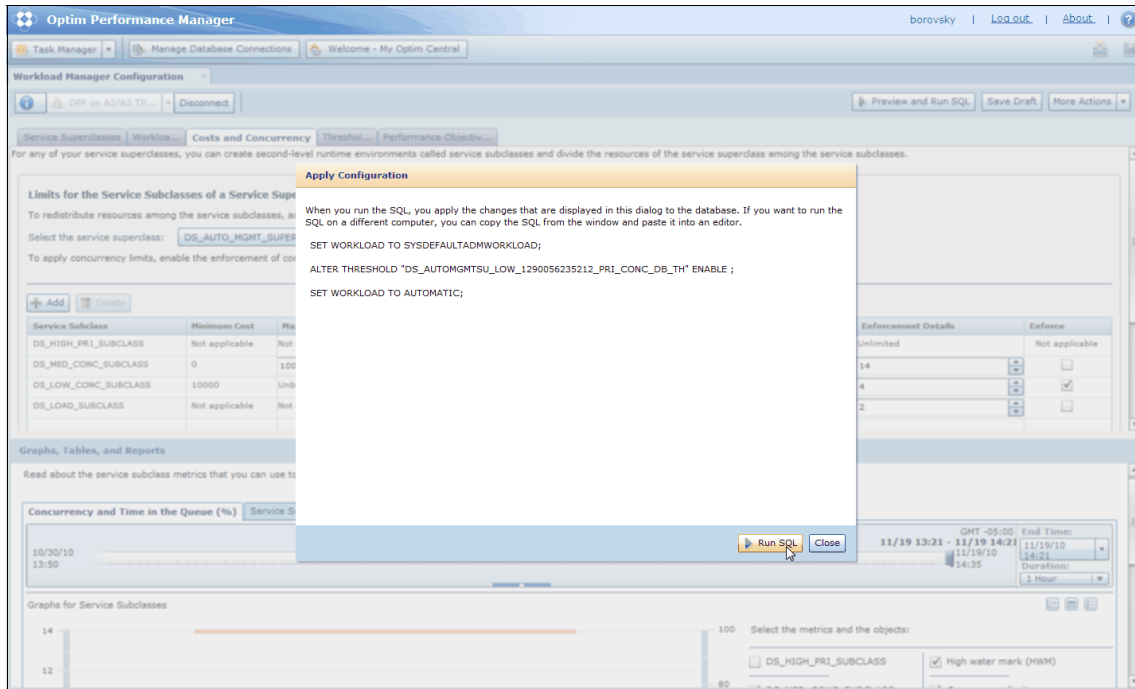 Optim Performance Manager
borovsky | Log out | About | ?
Task Manager
Manage Database Connections
Welcome - My Optim Central
Workload Manager Configuration ×
DPF on A2/A3 TP...
Disconnect
Preview and Run SQL
Save Draft
More Actions
Service Superclasses
Workloa...
Costs and Concurrency
Threshol...
Performance Objectiv...
For any of your service superclasses, you can create second-level runtime environments called service subclasses and divide the resources of the service superclass among the service subclasses.
Limits for the Service Subclasses of a Service Supe
To redistribute resources among the service subclasses, ad
Select the service superclass: DS_AUTO_MGMT_SUPER
To apply concurrency limits, enable the enforcement of con
Add
Delete
Service Subclass Minimum Cost Ma Enforcement Details Enforce
DS_HIGH_PRI_SUBCLASS Not applicable Not Unlimited Not applicable
DS_MED_CONC_SUBCLASS 0 100 14
DS_LOW_CONC_SUBCLASS 10000 Unb 4
DS_LOAD_SUBCLASS Not applicable Not 2
Apply Configuration
When you run the SQL, you apply the changes that are displayed in this dialog to the database. If you want to run the
SQL on a different computer, you can copy the SQL from the window and paste it into an editor.
SET WORKLOAD TO SYSDEFAULTADMWORKLOAD;
ALTER THRESHOLD "DS_AUTOMGMTSU_LOW_1290056235212_PRI_CONC_DB_TH" ENABLE ;
SET WORKLOAD TO AUTOMATIC;
Run SQL
Close
Graphs, Tables, and Reports
Read about the service subclass metrics that you can use to
Concurrency and Time in the Queue (%)
Service S
10/30/10
13:50
GMT -05:00
11/19 13:21 - 11/19 14:21
11/19/10
14:35
End Time:
11/19/10
14:21
Duration:
1 Hour
Graphs for Service Subclasses
14
12
100
80
Select the metrics and the objects:
DS_HIGH_PRI_SUBCLASS
High water mark (HWM)